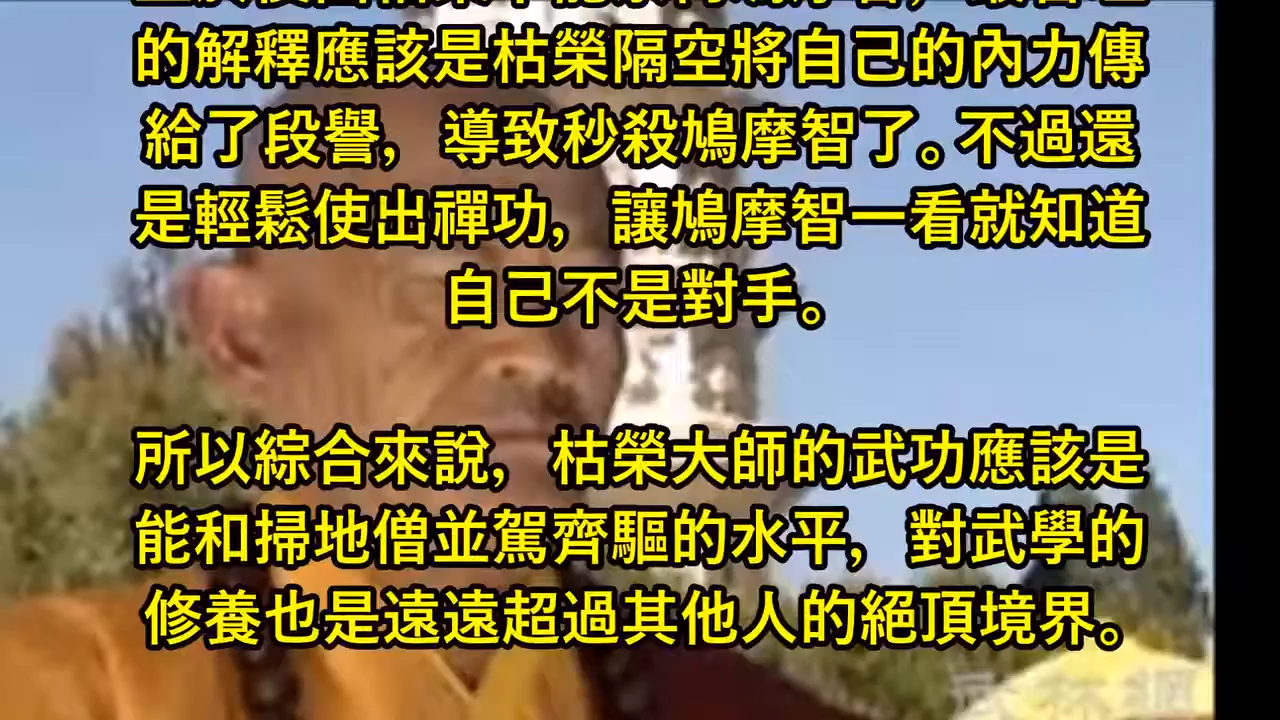 的解釋應該是枯榮隔空將自己的內力傳
給了段譽，導致秒殺鳩摩智了。不過還
是輕鬆使出禪功，讓鳩摩智一看就知道
自己不是對手。
所以綜合來說，枯榮大師的武功應該是
能和掃地僧並駕齊驅的水平，對武學的
修養也是遠遠超過其他人的絕頂境界。